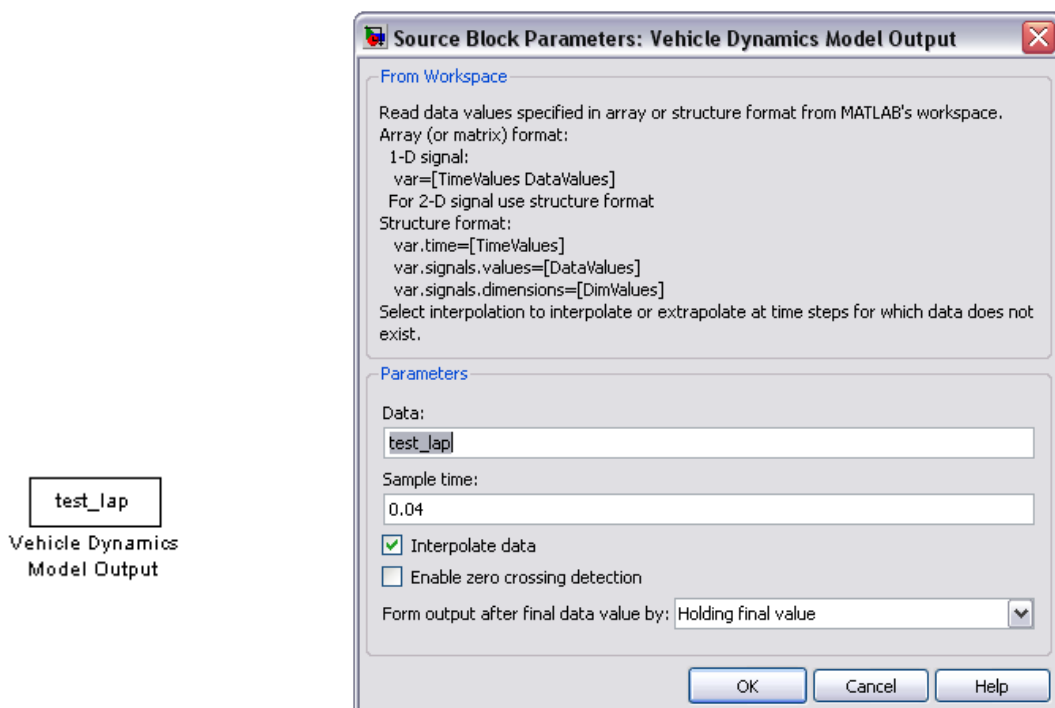 Source Block Parameters: Vehicle Dynamics Model Output
From Workspace
Read data values specified in array or structure format from MATLAB's workspace.
Array (or matrix) format:
1-D signal:
var=[TimeValues DataValues]
For 2-D signal use structure format
Structure format:
var.time=[TimeValues]
var.signals.values=[DataValues]
var.signals.dimensions=[DimValues]
Select interpolation to interpolate or extrapolate at time steps for which data does not
exist.
Parameters
Data:
test_lap
Sample time:
0.04
Interpolate data
Enable zero crossing detection
Form output after final data value by: Holding final value
OK Cancel Help
test_lap
Vehicle Dynamics
Model Output